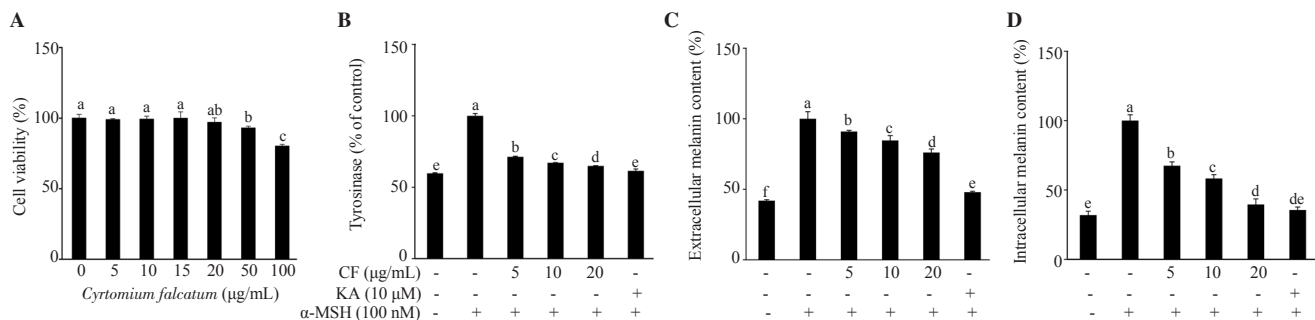 A
Cell viability (%)
150
100
50
0
a a a a ab b c
0 5 10 15 20 50 100
Cyrtomium falcatum (μg/mL)
B
Tyrosinase (% of control)
150
100
50
0
e a b c d e
CF (μg/mL) - - 5 10 20 -
KA (10 μM) - - - - - +
α-MSH (100 nM) - + + + + +
C
Extracellular melanin content (%)
150
100
50
0
f a b c d e
- - 5 10 20 -
- - - - - +
- + + + + +
D
Intracellular melanin content (%)
150
100
50
0
e a b c d de
- - 5 10 20 -
- - - - - +
- + + + + +